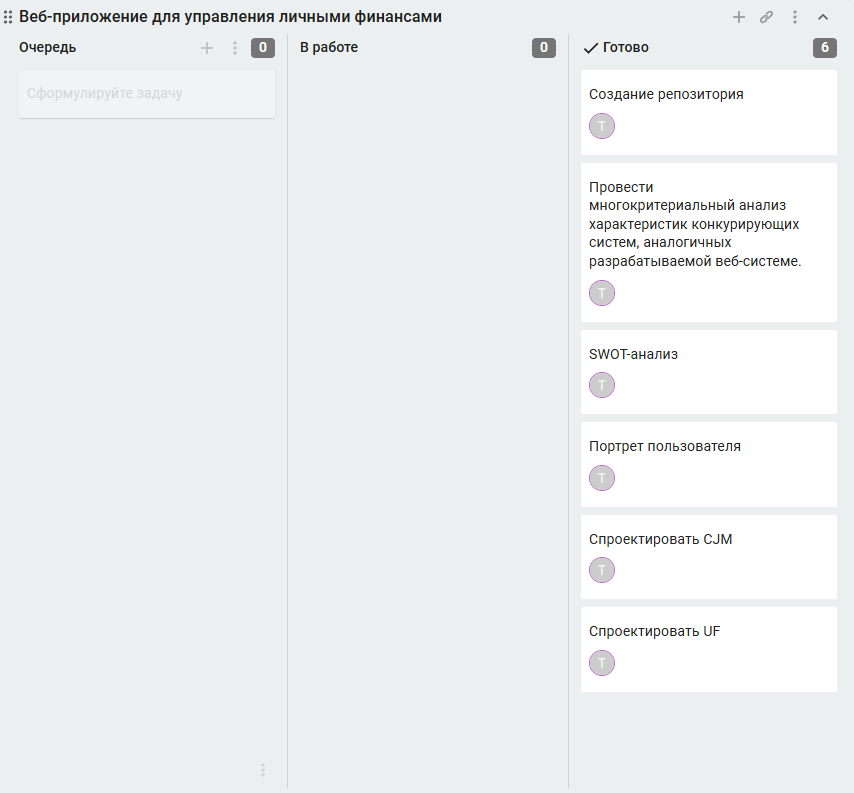 Веб-приложение для управления личными финансами
Очередь
0
Сформулируйте задачу
В работе
0
Готово
6
Создание репозитория
T
Провести
многокритериальный анализ
характеристик конкурирующих
систем, аналогичных
разрабатываемой веб-системе.
T
SWOT-анализ
T
Портрет пользователя
T
Спроектировать CJM
T
Спроектировать UF
T